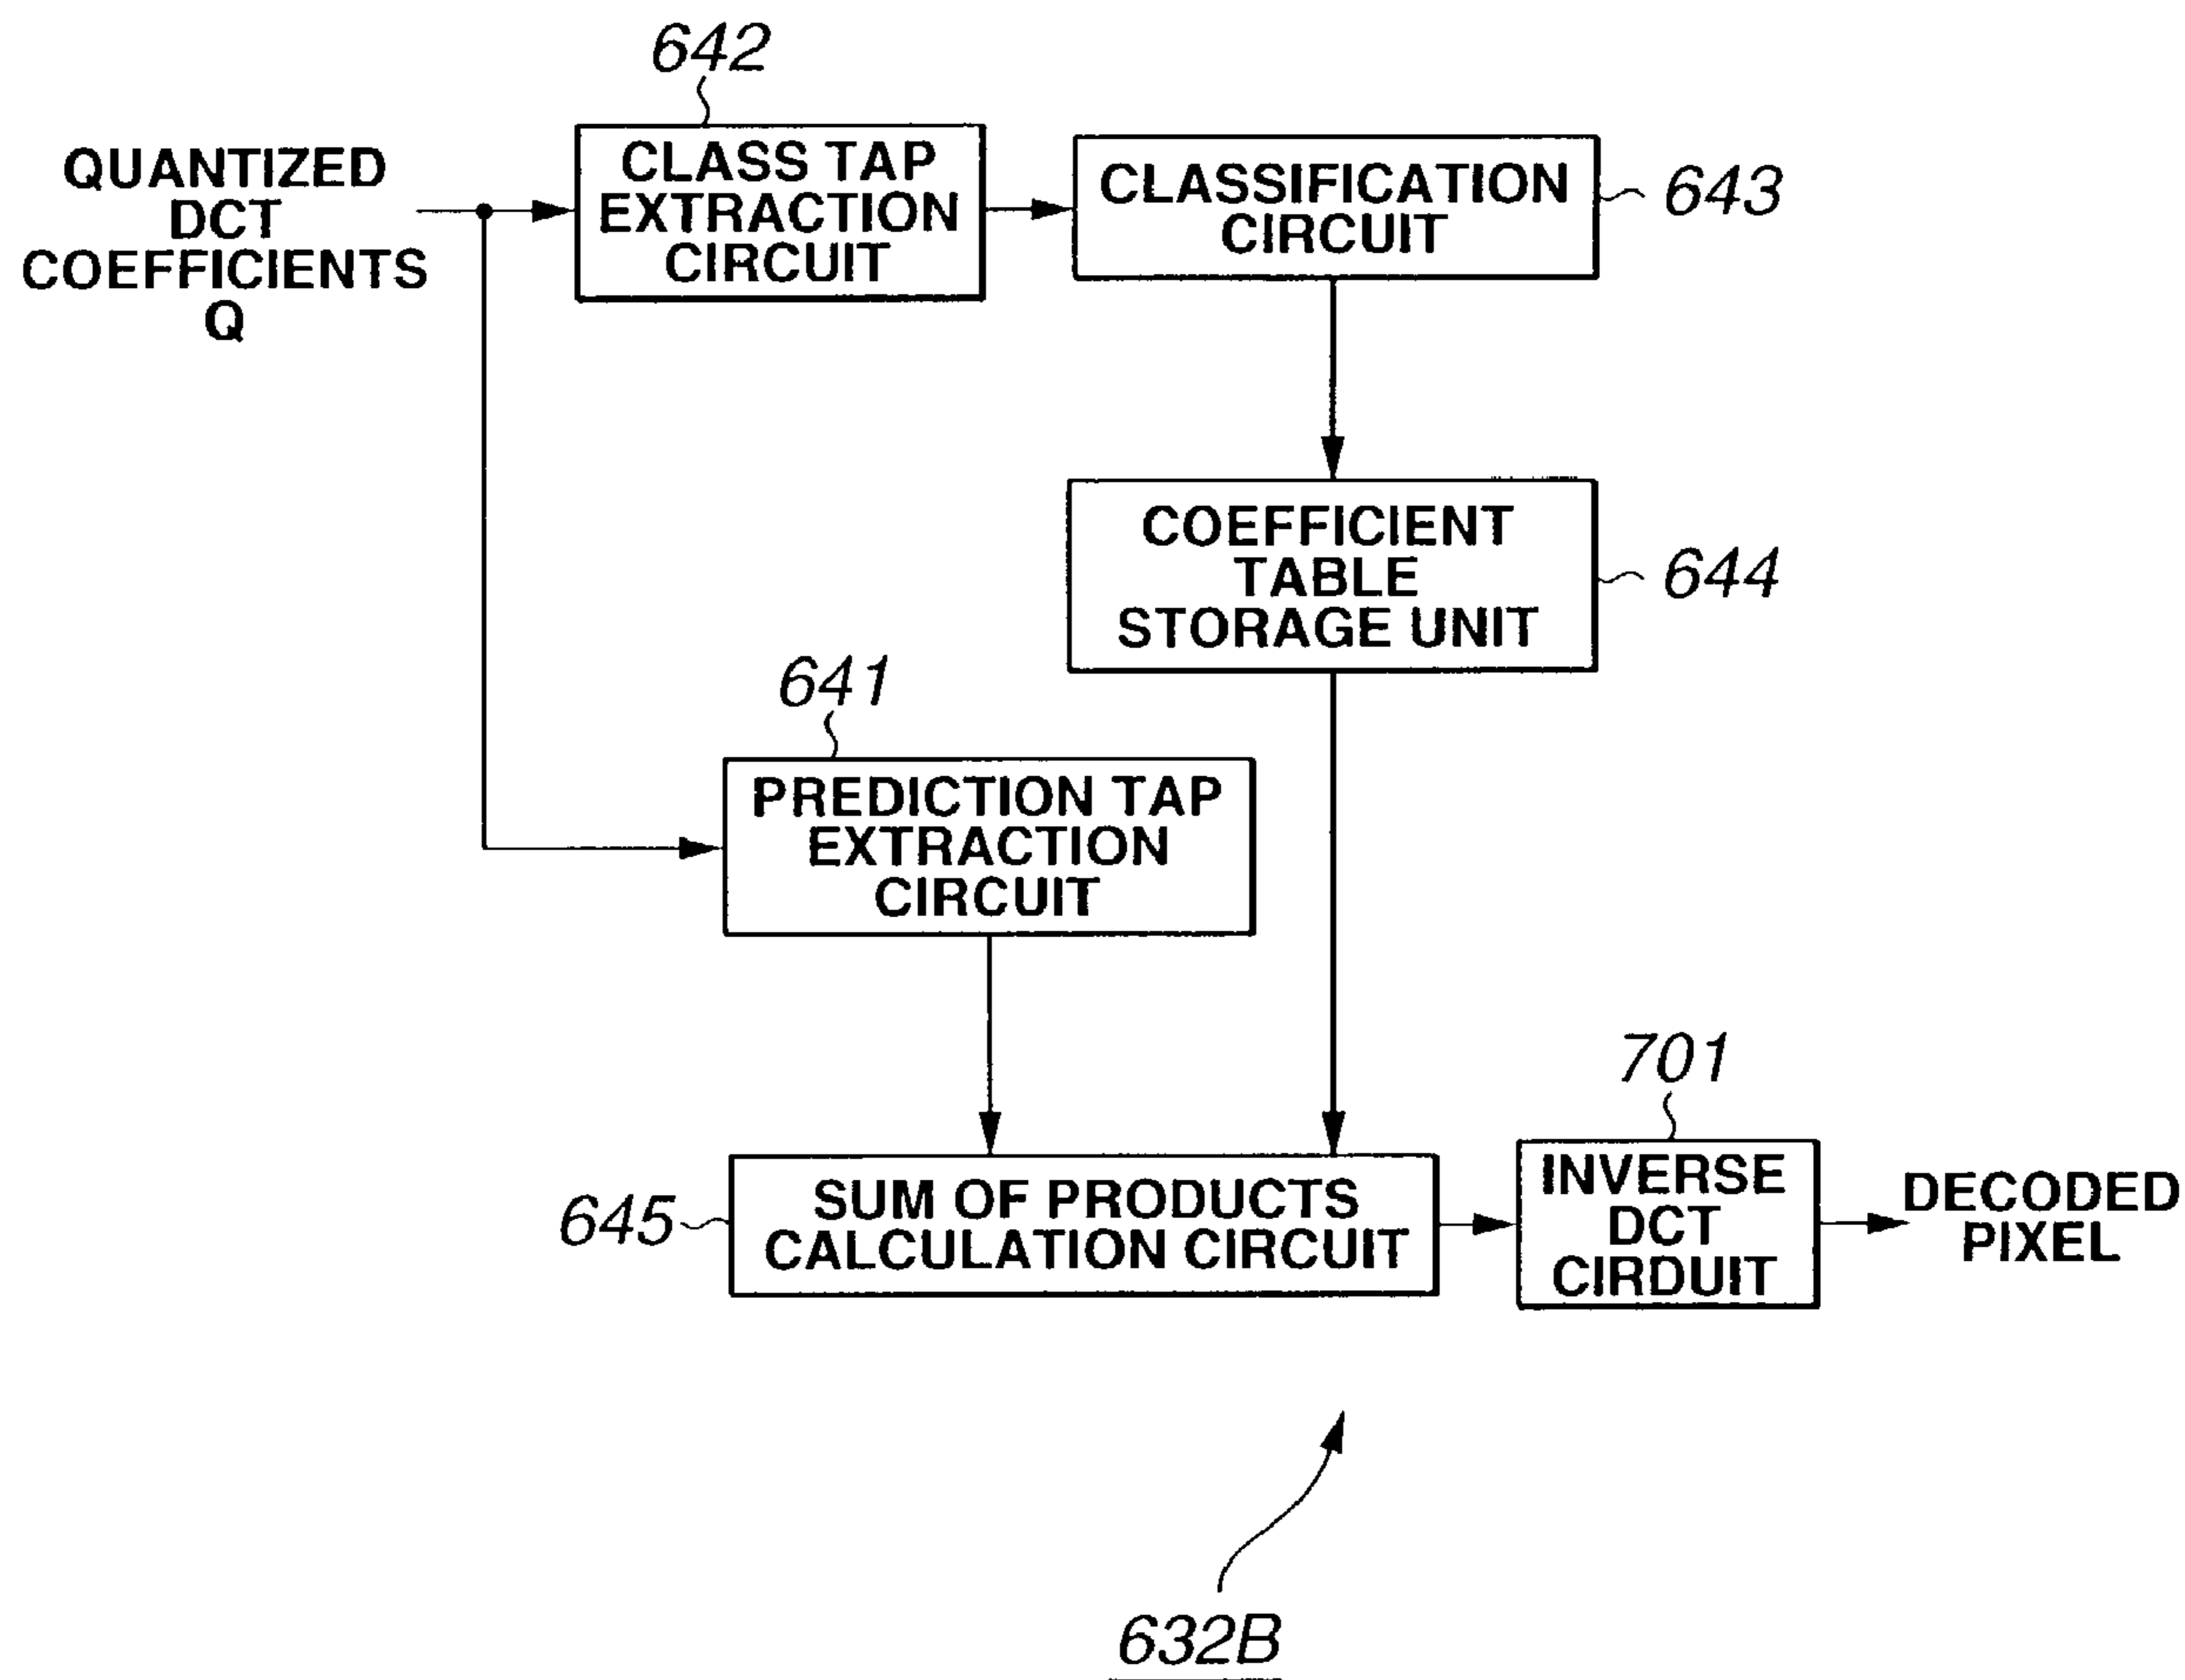 642
QUANTIZED
DCT
COEFFICIENTS
Q
CLASS TAP
EXTRACTION
CIRCUIT
CLASSIFICATION
CIRCUIT
643
COEFFICIENT
TABLE
STORAGE UNIT
644
641
PREDICTION TAP
EXTRACTION
CIRCUIT
701
645
SUM OF PRODUCTS
CALCULATION CIRCUIT
INVERSE
DCT
CIRDUIT
DECODED
PIXEL
632B